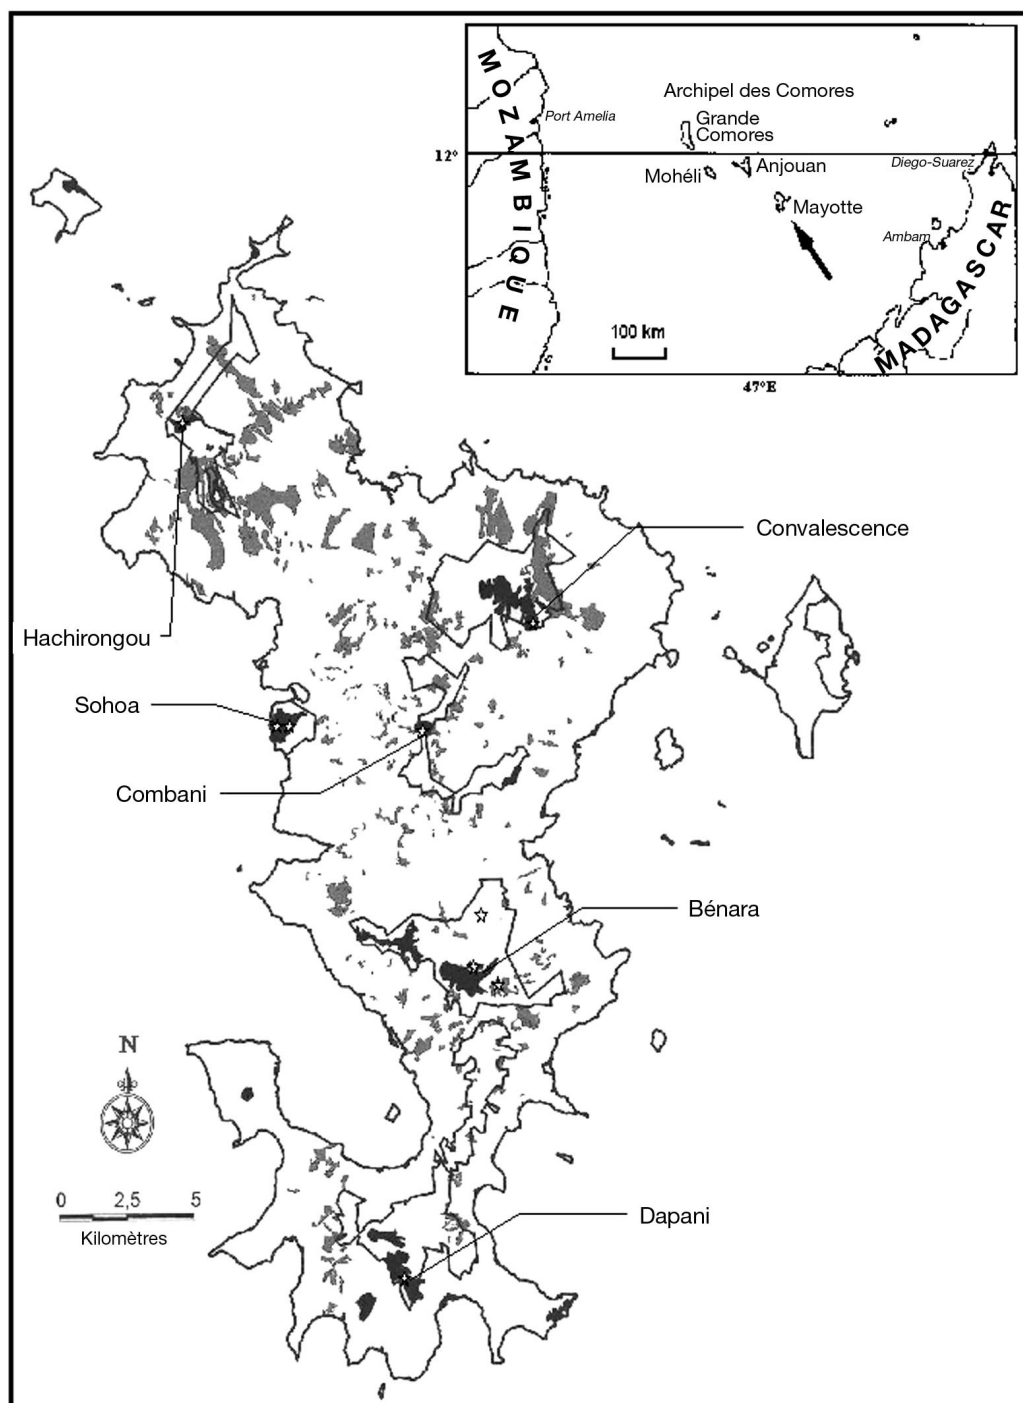 MOZAMBIQUE
Archipel des Comores
Port Amelia
Grande
Comores
12°
Diego-Suarez
Anjouan
Mohéli
Mayotte
Ambam
MADAGASCAR
100 km
47°E
Convalescence
Hachirongou
Sohoa
Combani
Bénara
N
0 2,5 5
Kilomètres
Dapani